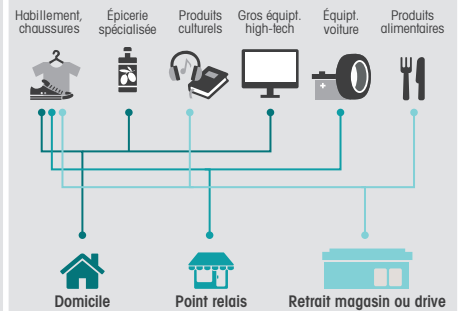 Habillement,
chaussures
Épicerie
spécialisée
Produits
culturels
Gros équipt.
high-tech
Équipt.
voiture
Produits
alimentaires
Domicile
Point relais
Retrait magasin ou drive